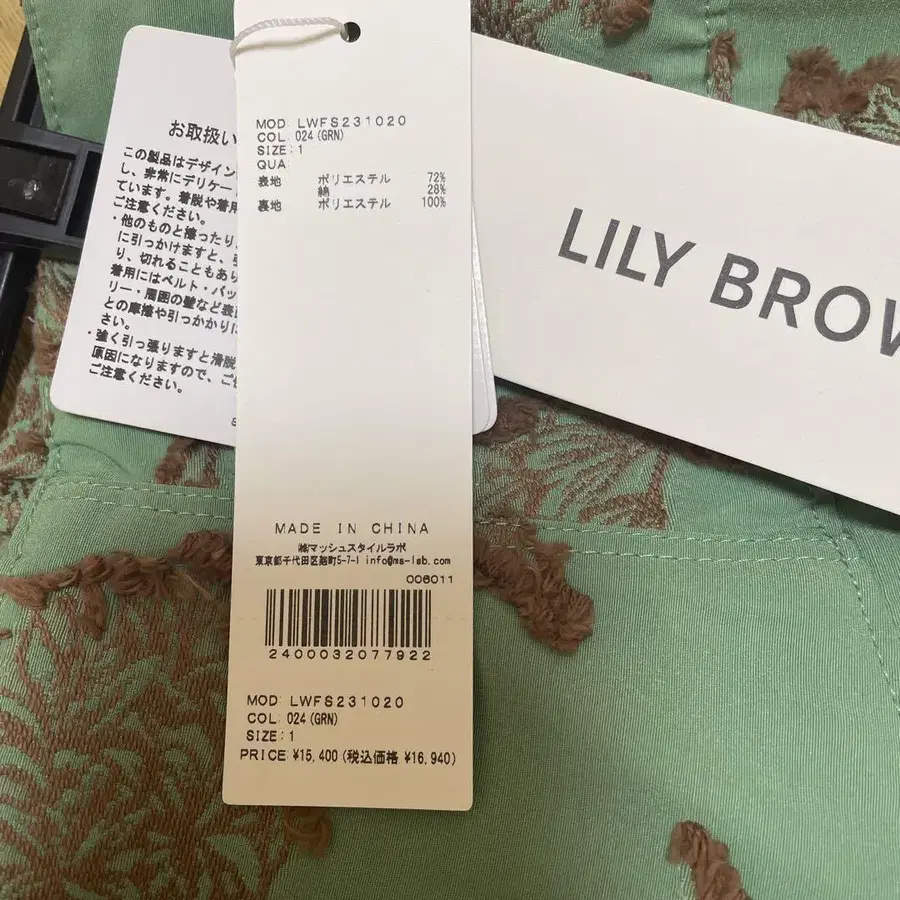 MOD: LWFS231020
COL: 024(GRN)
SIZE: 1
QUA:
表地 ポリエステル 72%
綿 28%
裏地 ポリエステル 100%
MADE IN CHINA
㈱マッシュスタイルラボ
東京都千代田区麹町5-7-1 info@ms-lab.com
006011
2400032077922
MOD: LWFS231020
COL: 024(GRN)
SIZE: 1
PRICE: ¥15,400(税込価格 ¥16,940)
お取扱い
この製品はデザイン
し、非常にデリケート
ています。着脱や着用
ご注意ください。
・他のものと擦ったり、
に引っかけますと、
り、切れることもあり
着用にはベルト・バッ
リー・周囲の壁など表面
との摩擦や引っかかりに
さい。
・強く引っ張りますと滑脱
原因になりますので、ご
ご注意ください。
LILY BROW